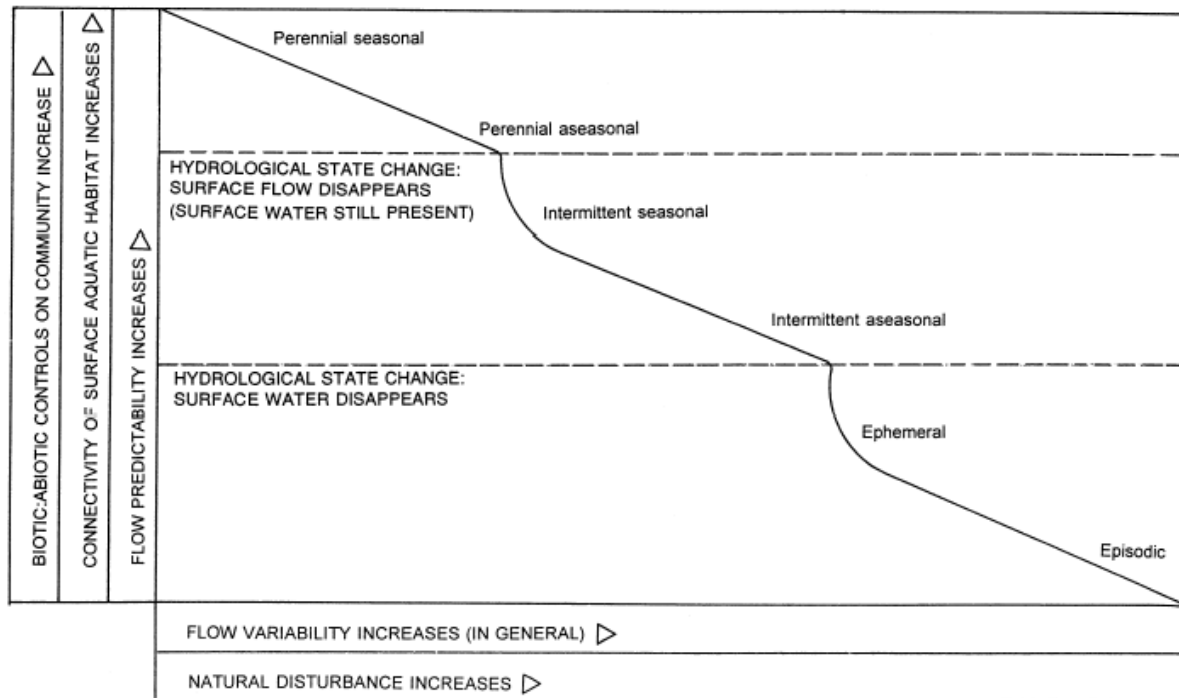 BIOTIC:ABIOTIC CONTROLS ON COMMUNITY INCREASE ▷
CONNECTIVITY OF SURFACE AQUATIC HABITAT INCREASES ▷
FLOW PREDICTABILITY INCREASES ▷
Perennial seasonal
Perennial aseasonal
HYDROLOGICAL STATE CHANGE:
SURFACE FLOW DISAPPEARS
(SURFACE WATER STILL PRESENT)
Intermittent seasonal
Intermittent aseasonal
HYDROLOGICAL STATE CHANGE:
SURFACE WATER DISAPPEARS
Ephemeral
Episodic
FLOW VARIABILITY INCREASES (IN GENERAL) ▷
NATURAL DISTURBANCE INCREASES ▷